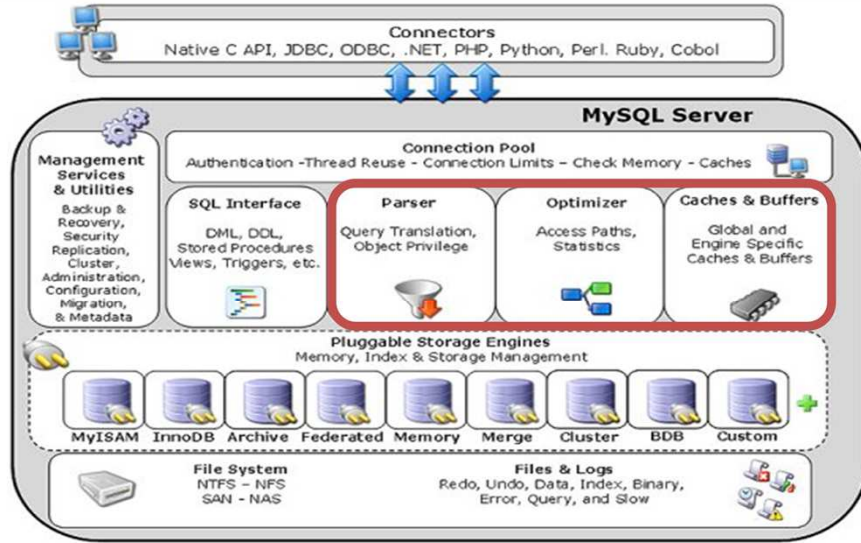 Connectors
Native C API, JDBC, ODBC, .NET, PHP, Python, Perl. Ruby, Cobol
MySQL Server
Connection Pool
Authentication -Thread Reuse - Connection Limits – Check Memory - Caches
Management
Services
& Utilities
Backup &
Recovery,
Security
Replication,
Cluster,
Administration,
Configuration,
Migration,
& Metadata
SQL Interface
DML, DDL,
Stored Procedures
Views, Triggers, etc.
Parser
Query Translation,
Object Privilege
Optimizer
Access Paths,
Statistics
Caches & Buffers
Global and
Engine Specific
Caches & Buffers
Pluggable Storage Engines
Memory, Index & Storage Management
MyISAM InnoDB Archive Federated Memory Merge Cluster BDB Custom
File System
NTFS – NFS
SAN - NAS
Files & Logs
Redo, Undo, Data, Index, Binary,
Error, Query, and Slow